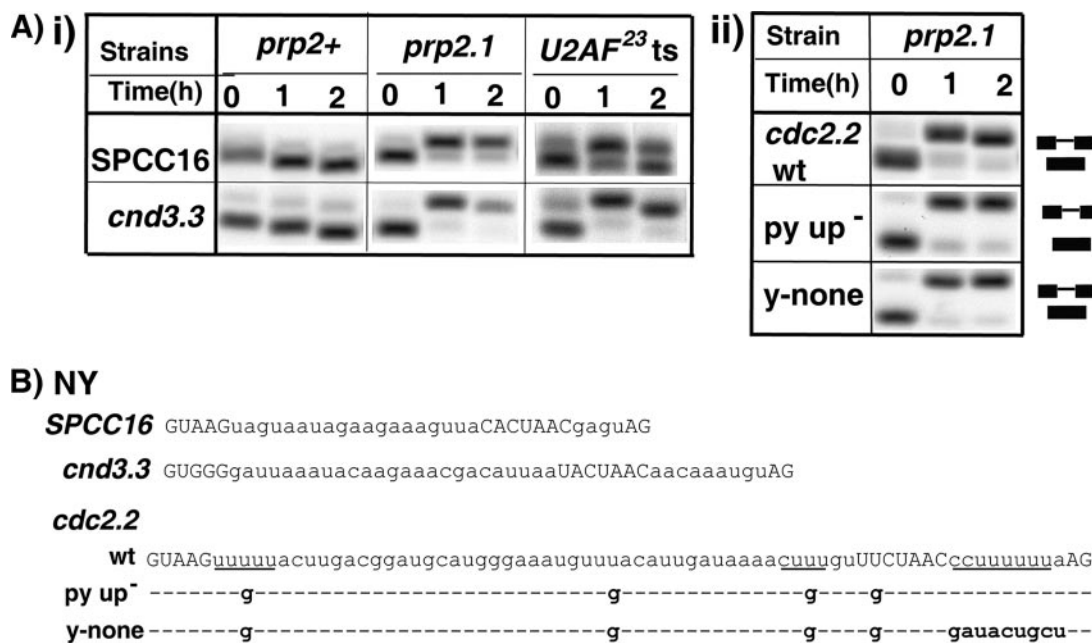 A) i)
Strains prp2+ prp2.1 U2AF23 ts
Time(h) 0 1 2 0 1 2 0 1 2
SPCC16
cnd3.3
ii)
Strain prp2.1
Time(h) 0 1 2
cdc2.2
wt
py up-
y-none
B) NY
SPCC16 GUAAGuaguaauagaagaaaguuaCACUAACgaguAG
cnd3.3 GUGGGgauuaaauacaagaaacgacauuaaUACUAACaacaaauguAG
cdc2.2
wt GUAAGuuuuuacuugacggaugcaugggaaauguuuacauugauaaaacuuuguUUCUAACccuuuuuuaAG
py up- --------g----------------------------g---------------g-----g-----------------
y-none --------g----------------------------g---------------g-----g-----gauacugcu--